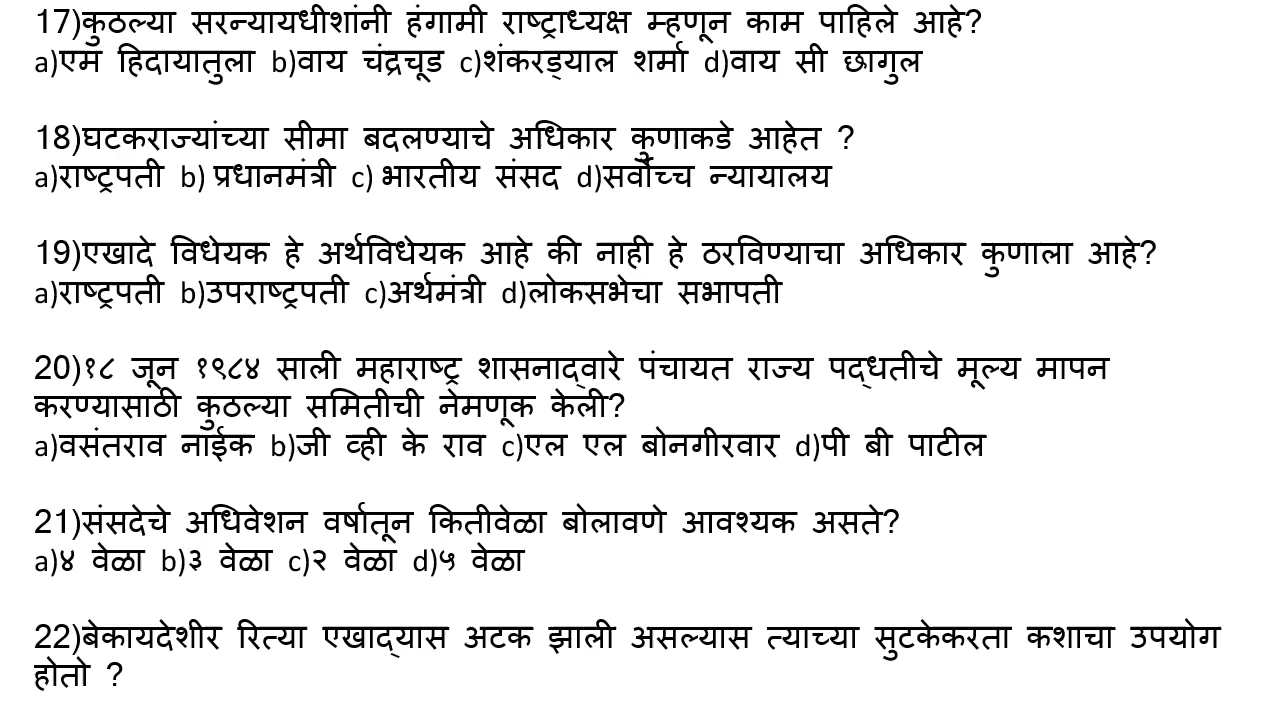 17)कुठल्या सरन्यायधीशांनी हंगामी राष्ट्राध्यक्ष म्हणून काम पाहिले आहे?
a)एम हिदायातुला b)वाय चंद्रचूड c)शंकरड्याल शर्मा d)वाय सी छागुल
18)घटकराज्यांच्या सीमा बदलण्याचे अधिकार कुणाकडे आहेत ?
a)राष्ट्रपती b) प्रधानमंत्री c) भारतीय संसद d)सर्वोच्च न्यायालय
19)एखादे विधेयक हे अर्थविधेयक आहे की नाही हे ठरविण्याचा अधिकार कुणाला आहे?
a)राष्ट्रपती b)उपराष्ट्रपती c)अर्थमंत्री d)लोकसभेचा सभापती
20)१८ जून १९८४ साली महाराष्ट्र शासनाद्वारे पंचायत राज्य पद्धतीचे मूल्य मापन
करण्यासाठी कुठल्या समितीची नेमणूक केली?
a)वसंतराव नाईक b)जी व्ही के राव c)एल एल बोनगीरवार d)पी बी पाटील
21)संसदेचे अधिवेशन वर्षातून कितीवेळा बोलावणे आवश्यक असते?
a)४ वेळा b)३ वेळा c)२ वेळा d)५ वेळा
22)बेकायदेशीर रित्या एखाद्यास अटक झाली असल्यास त्याच्या सुटकेकरता कशाचा उपयोग
होतो ?